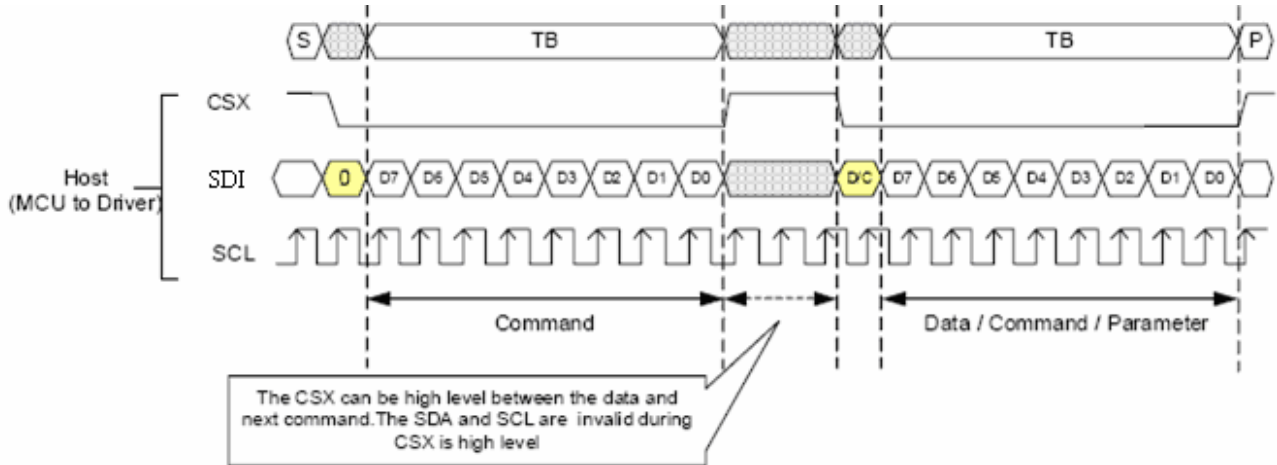 S TB TB P
CSX
Host
(MCU to Driver)
SDI 0 D7 D6 D5 D4 D3 D2 D1 D0 D/C D7 D6 D5 D4 D3 D2 D1 D0
SCL
Command
Data / Command / Parameter
The CSX can be high level between the data and
next command.The SDA and SCL are invalid during
CSX is high level